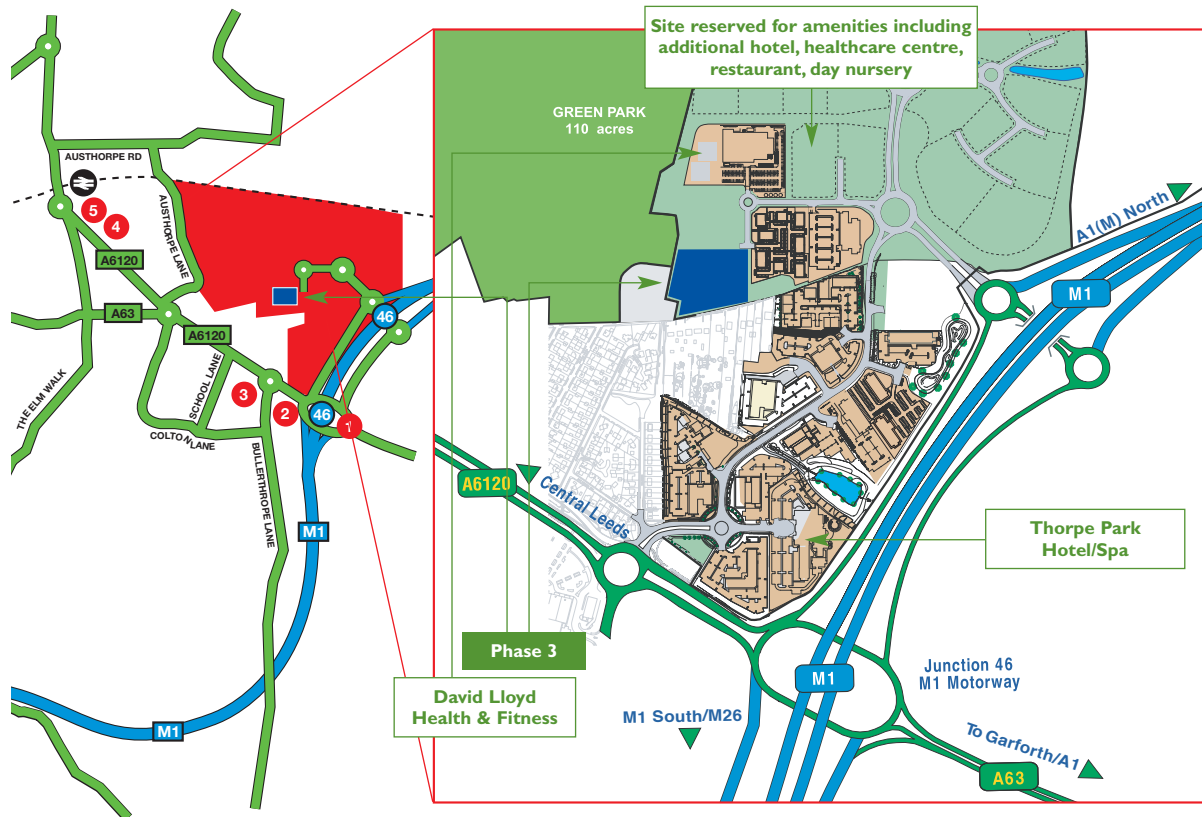 Site reserved for amenities including
additional hotel, healthcare centre,
restaurant, day nursery
GREEN PARK
110 acres
AUSTHORPE RD
AUSTHORPE LANE
5
4
A6120
A63
A6120
46
SCHOOL LANE
THE ELM WALK
3
2
46
1
COLTON LANE
BULLERTHROPE LANE
M1
M1
A1(M) North
M1
A6120
Central Leeds
Thorpe Park
Hotel/Spa
Phase 3
David Lloyd
Health & Fitness
M1
Junction 46
M1 Motorway
M1 South/M26
To Garforth/A1
A63